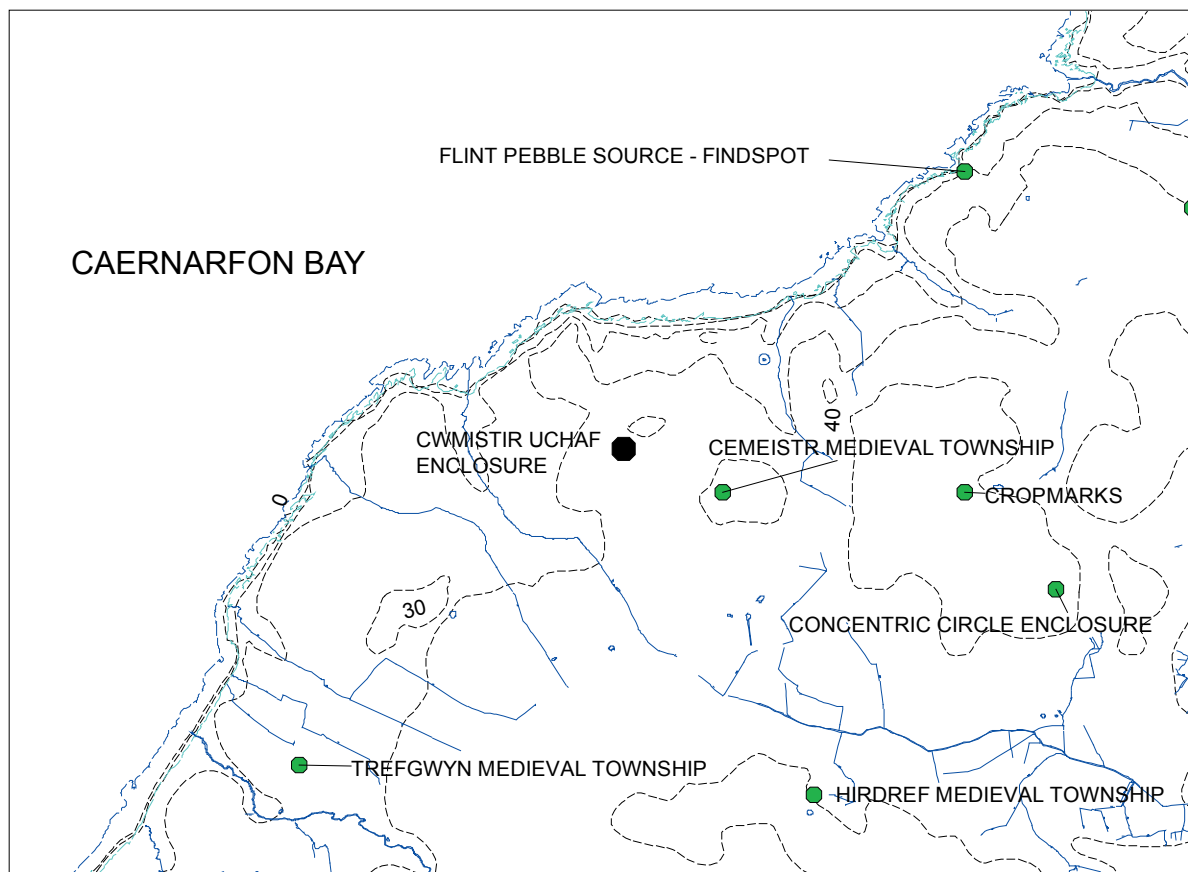 FLINT PEBBLE SOURCE - FINDSPOT
CAERNARFON BAY
40
CWMISTIR UCHAF
ENCLOSURE
CEMEISTR MEDIEVAL TOWNSHIP
CROPMARKS
0
30
CONCENTRIC CIRCLE ENCLOSURE
TREFGWYN MEDIEVAL TOWNSHIP
HIRDREF MEDIEVAL TOWNSHIP